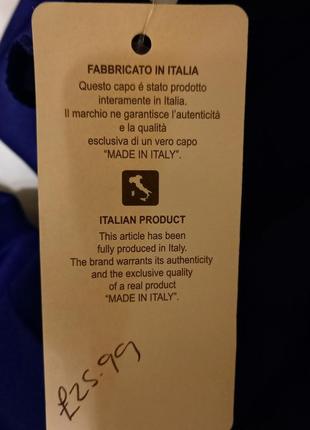 FABBRICATO IN ITALIA
Questo capo é stato prodotto
interamente in Italia.
Il marchio ne garantisce l'autenticità
e la qualità
esclusiva di un vero capo
"MADE IN ITALY".
ITALIAN PRODUCT
This article has been
fully produced in Italy.
The brand warrants its authenticity
and the exclusive quality
of a real product
"MADE IN ITALY".
£25.99